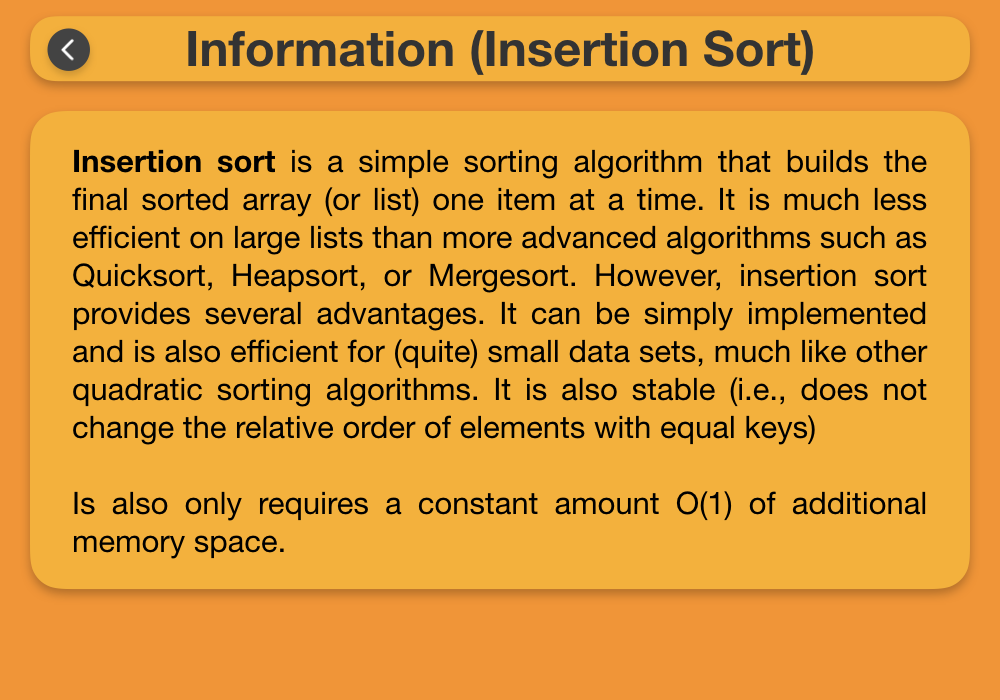 Information (Insertion Sort)
Insertion sort is a simple sorting algorithm that builds the
final sorted array (or list) one item at a time. It is much less
efficient on large lists than more advanced algorithms such as
Quicksort, Heapsort, or Mergesort. However, insertion sort
provides several advantages. It can be simply implemented
and is also efficient for (quite) small data sets, much like other
quadratic sorting algorithms. It is also stable (i.e., does not
change the relative order of elements with equal keys)
Is also only requires a constant amount O(1) of additional
memory space.